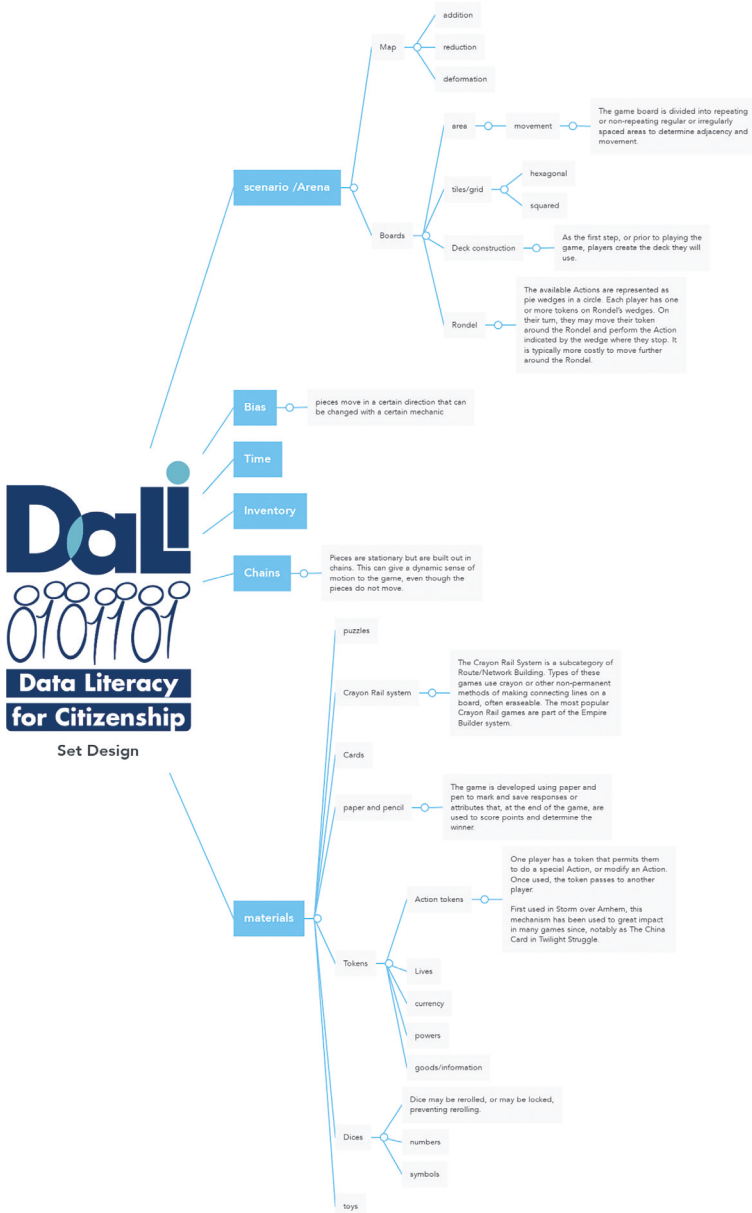 addition
Map
reduction
deformation
area
movement
The game board is divided into repeating
or non-repeating regular or irregularly
spaced areas to determine adjacency and
movement.
scenario /Arena
hexagonal
tiles/grid
squared
Boards
Deck construction
As the first step, or prior to playing the
game, players create the deck they will
use.
Rondel
The available Actions are represented as
pie wedges in a circle. Each player has one
or more tokens on Rondel's wedges. On
their turn, they may move their token
around the Rondel and perform the Action
indicated by the wedge where they stop. It
is typically more costly to move further
around the Rondel.
Bias
pieces move in a certain direction that can
be changed with a certain mechanic
Time
Inventory
Chains
Pieces are stationary but are built out in
chains. This can give a dynamic sense of
motion to the game, even though the
pieces do not move.
DaLi
Data Literacy
for Citizenship
Set Design
puzzles
Crayon Rail system
The Crayon Rail System is a subcategory of
Route/Network Building. Types of these
games use crayon or other non-permanent
methods of making connecting lines on a
board, often eraseable. The most popular
Crayon Rail games are part of the Empire
Builder system.
Cards
paper and pencil
The game is developed using paper and
pen to mark and save responses or
attributes that, at the end of the game, are
used to score points and determine the
winner.
materials
Action tokens
One player has a token that permits them
to do a special Action, or modify an Action.
Once used, the token passes to another
player.
First used in Storm over Arnhem, this
mechanism has been used to great impact
in many games since, notably as The China
Card in Twilight Struggle.
Tokens
Lives
currency
powers
goods/information
Dice may be rerolled, or may be locked,
preventing rerolling.
Dices
numbers
symbols
toys